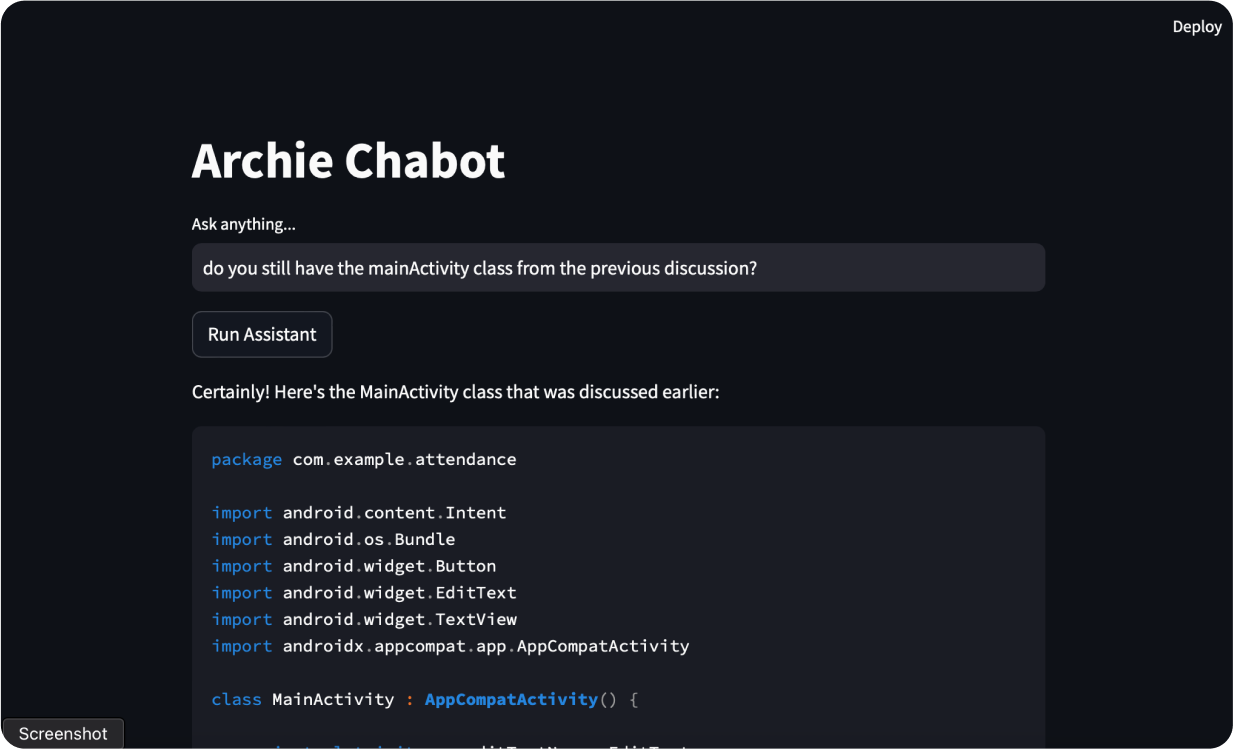 Deploy
Archie Chabot
Ask anything...
do you still have the mainActivity class from the previous discussion?
Run Assistant
Certainly! Here's the MainActivity class that was discussed earlier:
package com.example.attendance
import android.content.Intent
import android.os.Bundle
import android.widget.Button
import android.widget.EditText
import android.widget.TextView
import androidx.appcompat.app.AppCompatActivity
class MainActivity : AppCompatActivity() {
Screenshot